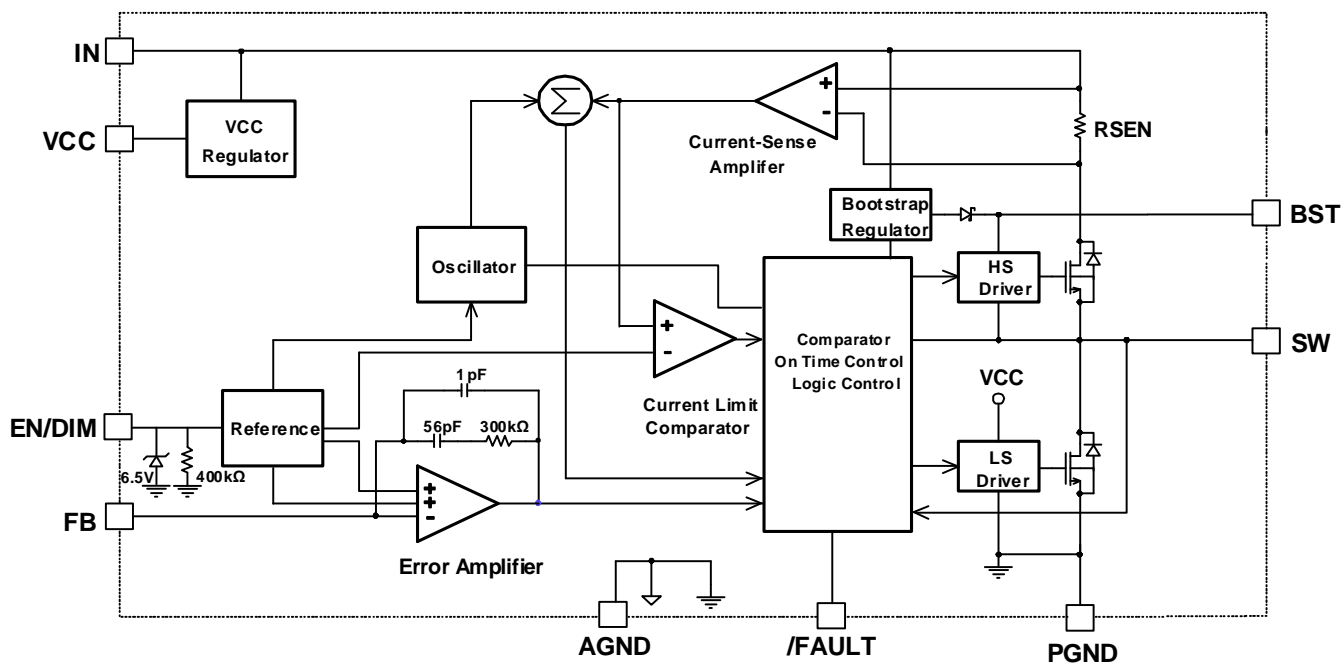 IN
VCC
VCC
Regulator
Σ
+
-
Current-Sense
Amplifer
RSEN
Bootstrap
Regulator
BST
Oscillator
HS
Driver
+
-
Comparator
On Time Control
Logic Control
SW
1pF
VCC
Current Limit
Comparator
EN/DIM
Reference
56pF
300kΩ
6.5V
400kΩ
LS
Driver
+
+
-
FB
Error Amplifier
AGND
/FAULT
PGND